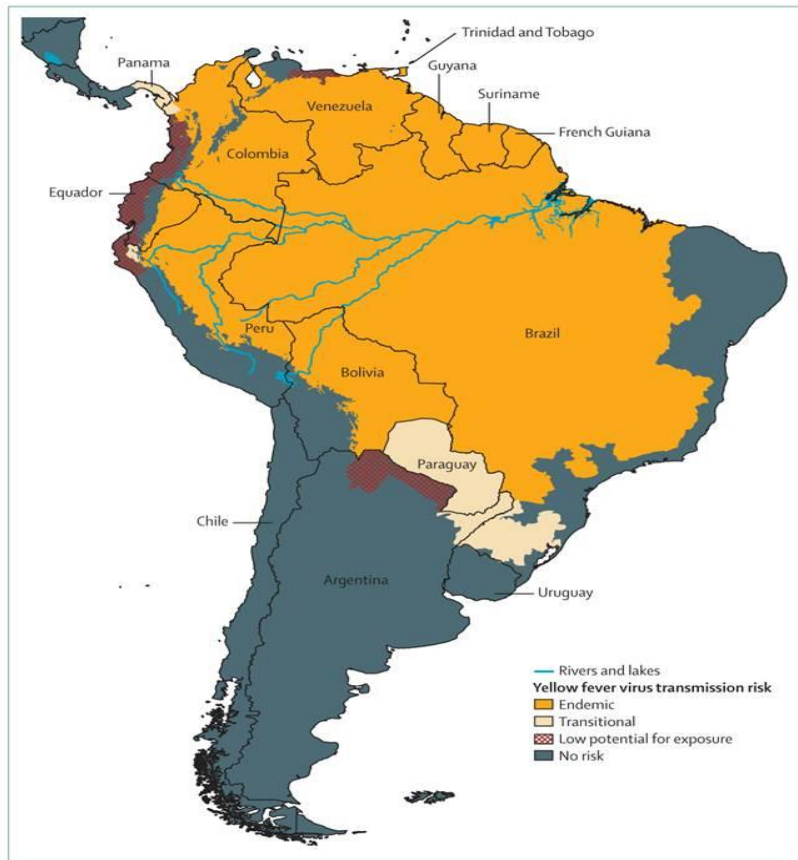 Trinidad and Tobago
Panama
Guyana
Suriname
Venezuela
French Guiana
Colombia
Equador
Peru
Brazil
Bolivia
Paraguay
Chile
Argentina
Uruguay
Rivers and lakes
Yellow fever virus transmission risk
Endemic
Transitional
Low potential for exposure
No risk